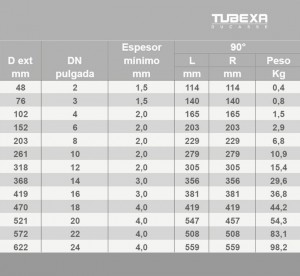 TUBEXA
Espesor 90°
D ext DN mínimo L R Peso
mm pulgada mm mm mm Kg
48 2 1,5 114 114 0,4
76 3 1,5 140 140 0,8
102 4 2,0 165 165 1,5
152 6 2,0 203 203 2,9
203 8 2,0 229 229 6,8
261 10 2,0 279 279 10,9
318 12 2,0 305 305 15,4
368 14 3,0 356 356 29,6
419 16 3,0 381 381 36,8
470 18 4,0 419 419 44,2
521 20 4,0 547 457 54,3
572 22 4,0 508 508 83,1
622 24 4,0 559 559 98,2